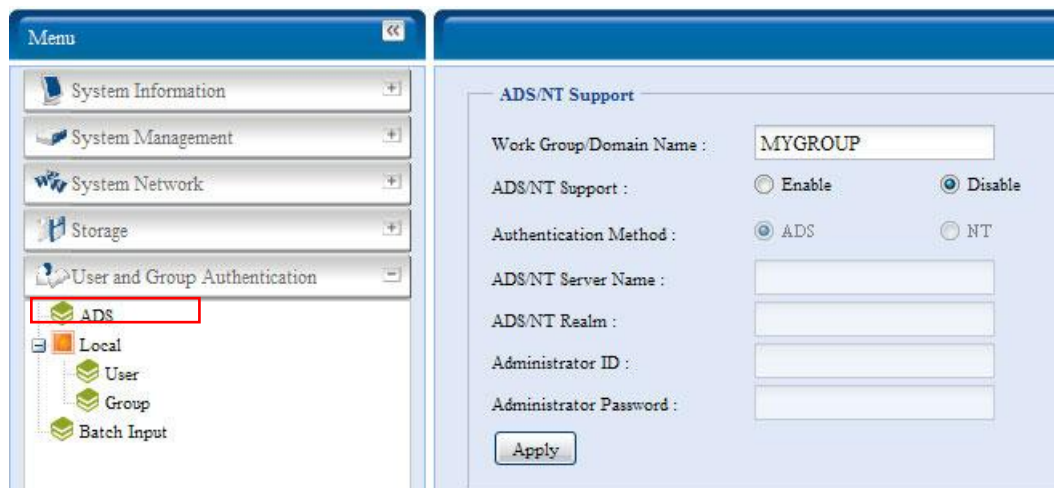 Menu
System Information
System Management
System Network
Storage
User and Group Authentication
ADS
Local
User
Group
Batch Input
ADS/NT Support
Work Group/Domain Name : MYGROUP
ADS/NT Support : Enable Disable
Authentication Method : ADS NT
ADS/NT Server Name :
ADS/NT Realm :
Administrator ID :
Administrator Password :
Apply